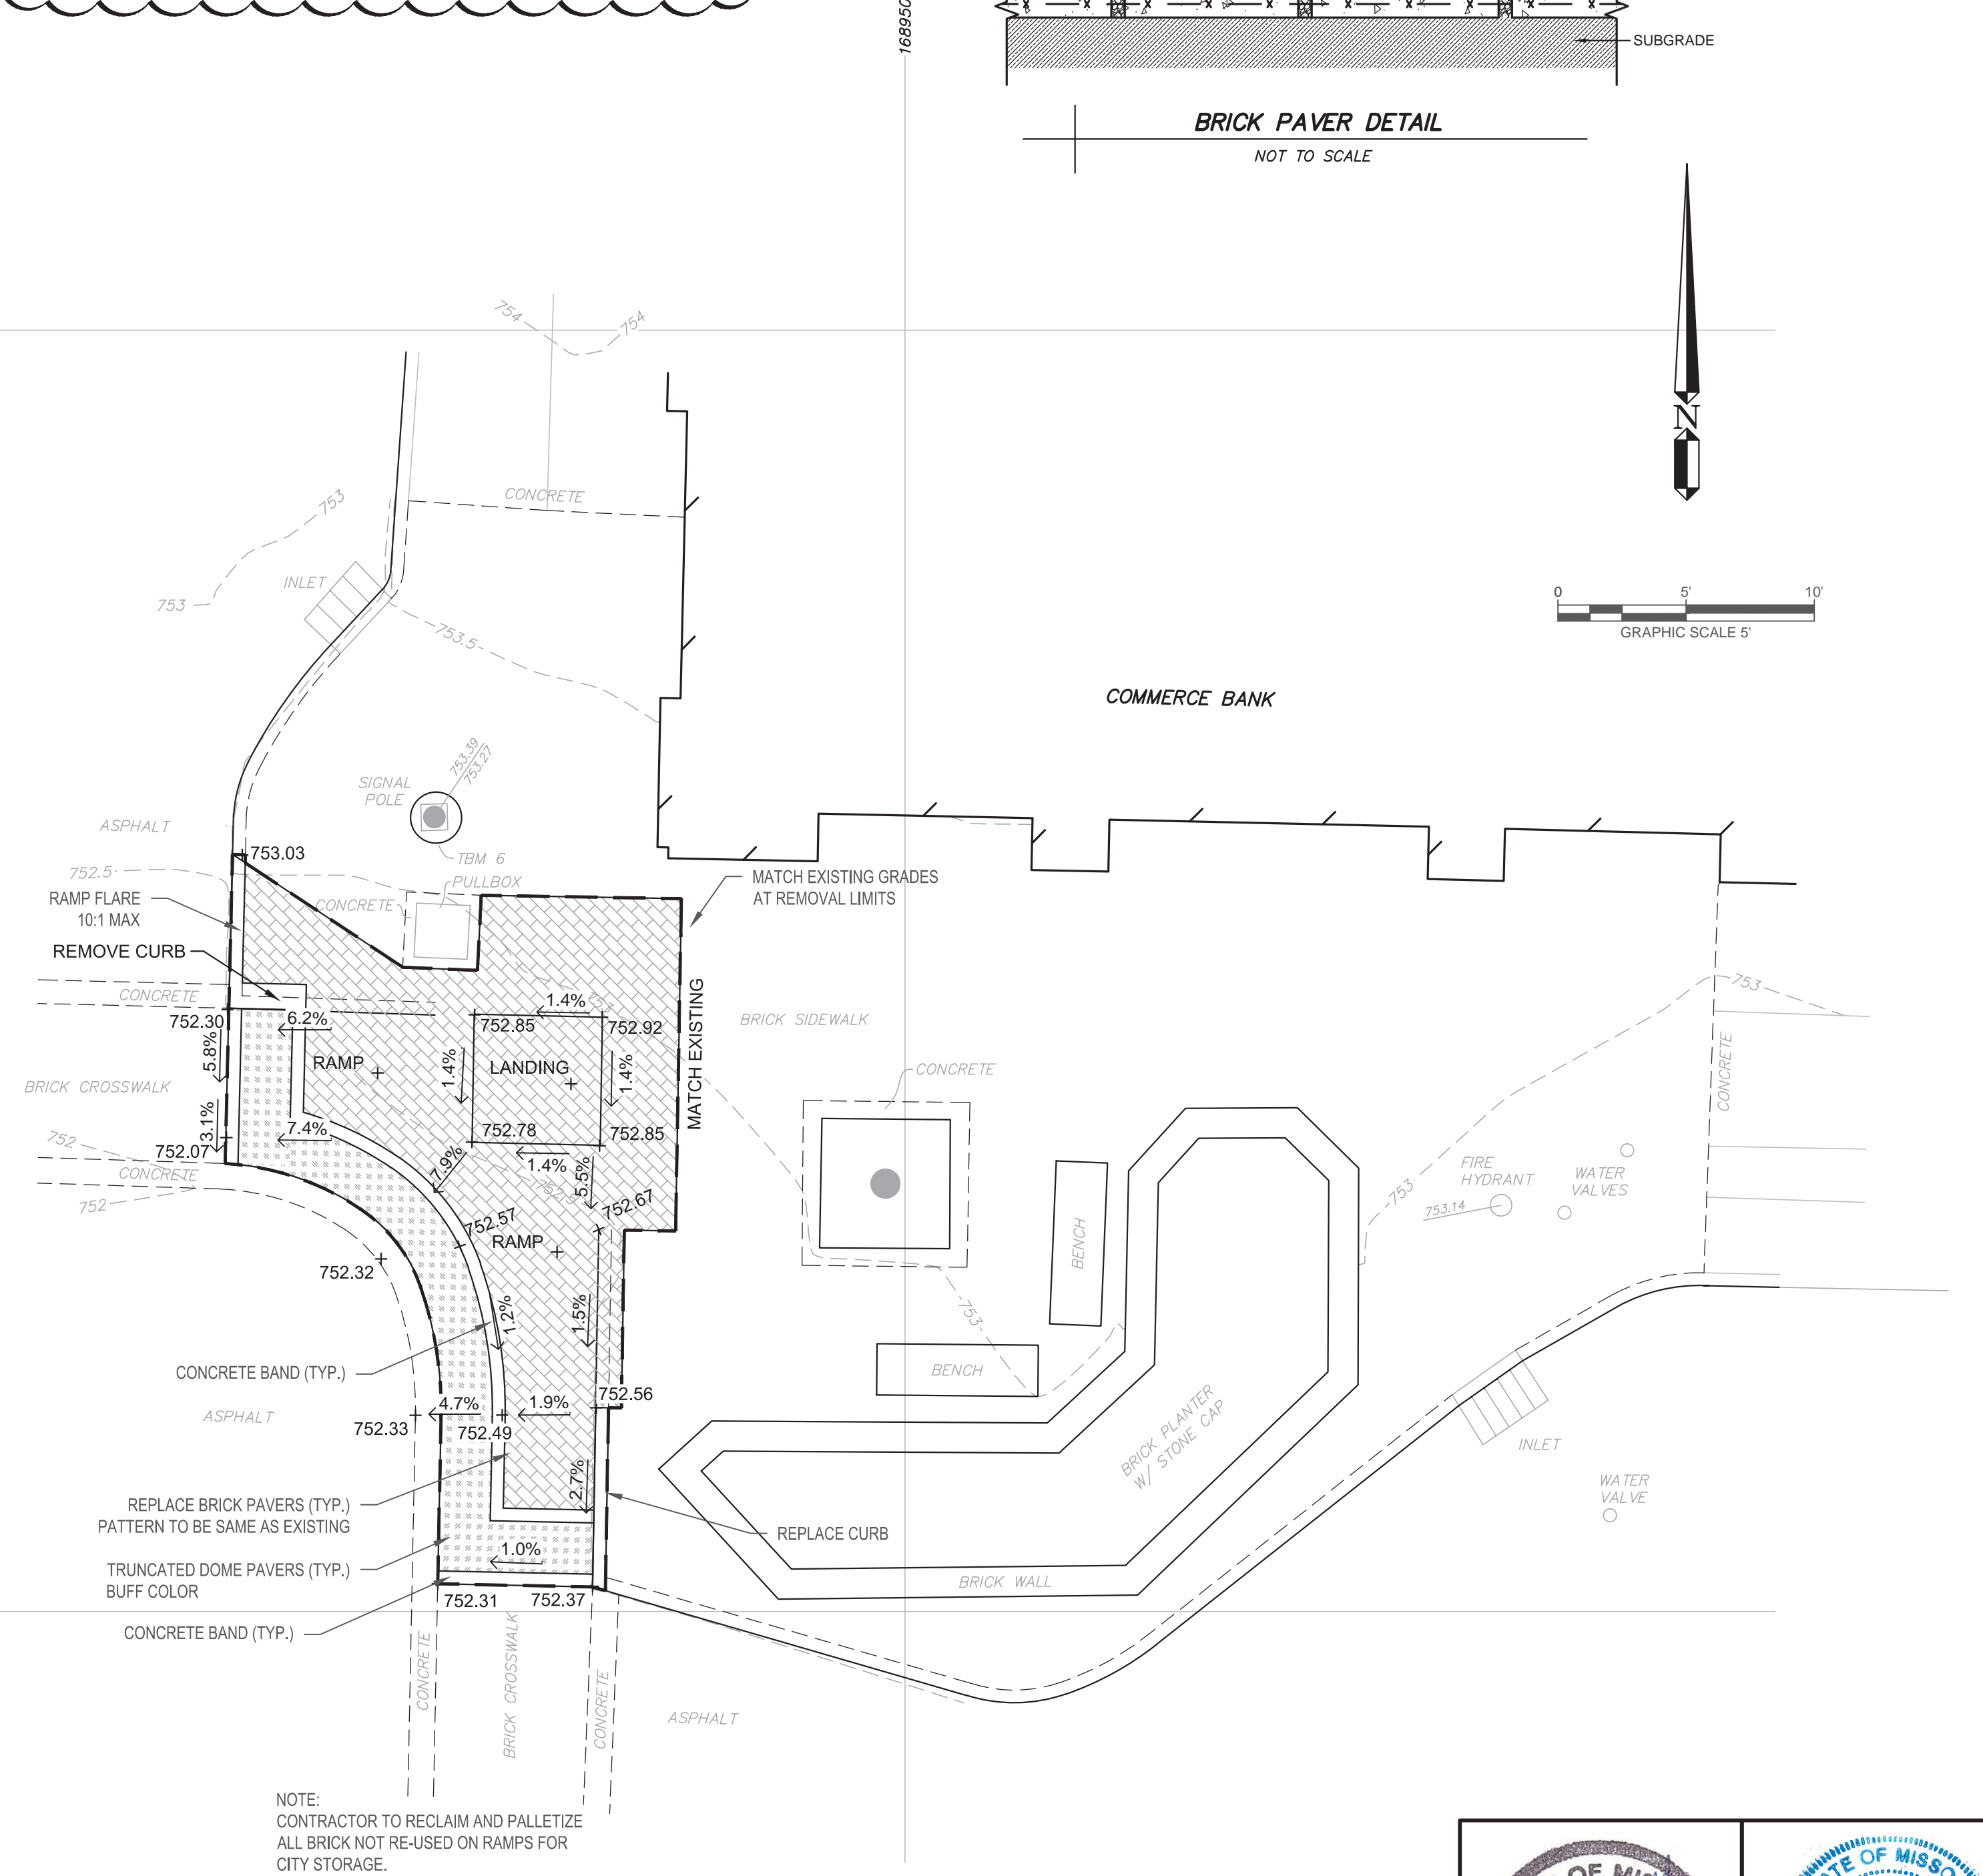 168950
SUBGRADE
BRICK PAVER DETAIL
NOT TO SCALE
754
754
N
753
753
CONCRETE
INLET
0 5' 10'
GRAPHIC SCALE 5'
753.5
COMMERCE BANK
753.39
753.27
SIGNAL
POLE
ASPHALT
753.03
TBM 6
752.5
PULLBOX
MATCH EXISTING GRADES
AT REMOVAL LIMITS
RAMP FLARE
10:1 MAX
CONCRETE
REMOVE CURB
CONCRETE
753
1.4%
752.30
6.2%
752.85
752.92
MATCH EXISTING
BRICK SIDEWALK
753
CONCRETE
5.8%
RAMP
1.4%
LANDING
1.4%
CONCRETE
BRICK CROSSWALK
3.1%
7.4%
752.78
752.85
752
752.07
7.9%
1.4%
5.5%
CONCRETE
752.5
752
752.57
752.67
RAMP
FIRE
HYDRANT
WATER
VALVES
753
753.14
BENCH
752.32
1.2%
1.5%
753
CONCRETE BAND (TYP.)
BENCH
4.7%
1.9%
752.56
ASPHALT
752.33
752.49
BRICK PLANTER
W/ STONE CAP
INLET
2.7%
WATER
VALVE
REPLACE BRICK PAVERS (TYP.)
PATTERN TO BE SAME AS EXISTING
REPLACE CURB
1.0%
TRUNCATED DOME PAVERS (TYP.)
BUFF COLOR
BRICK WALL
752.31
752.37
CONCRETE BAND (TYP.)
CONCRETE
BRICK CROSSWALK
CONCRETE
ASPHALT
NOTE:
CONTRACTOR TO RECLAIM AND PALLETIZE
ALL BRICK NOT RE-USED ON RAMPS FOR
CITY STORAGE.
OF
OF MISSO